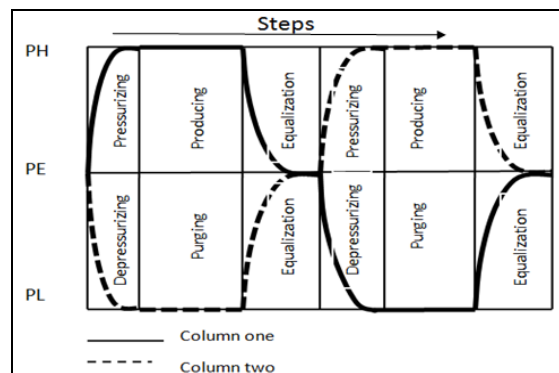 Steps
PH
Pressurizing
Producing
Equalization
Pressurizing
Producing
Equalization
PE
Depressurizing
Purging
Equalization
Depressurizing
Purging
Equalization
PL
Column one
Column two